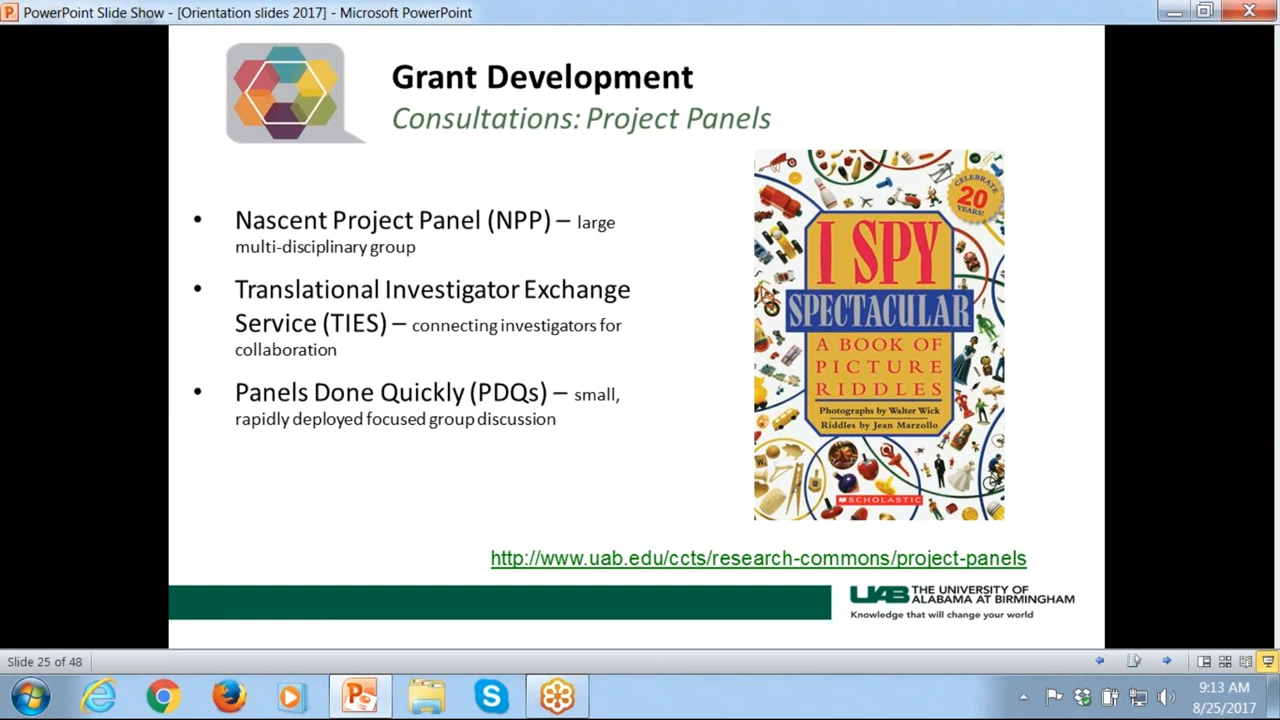 PowerPoint Slide Show - [Orientation slides 2017] - Microsoft PowerPoint
Grant Development
Consultations: Project Panels
• Nascent Project Panel (NPP) – large
multi-disciplinary group
• Translational Investigator Exchange
Service (TIES) – connecting investigators for
collaboration
• Panels Done Quickly (PDQs) – small,
rapidly deployed focused group discussion
CELEBRATE
20
YEARS!
I SPY
SPECTACULAR
A BOOK OF
PICTURE
RIDDLES
Photographs by Walter Wick
Riddles by Jean Marzollo
SCHOLASTIC
http://www.uab.edu/ccts/research-commons/project-panels
UAB THE UNIVERSITY OF
ALABAMA AT BIRMINGHAM
Knowledge that will change your world
Slide 25 of 48
9:13 AM
8/25/2017